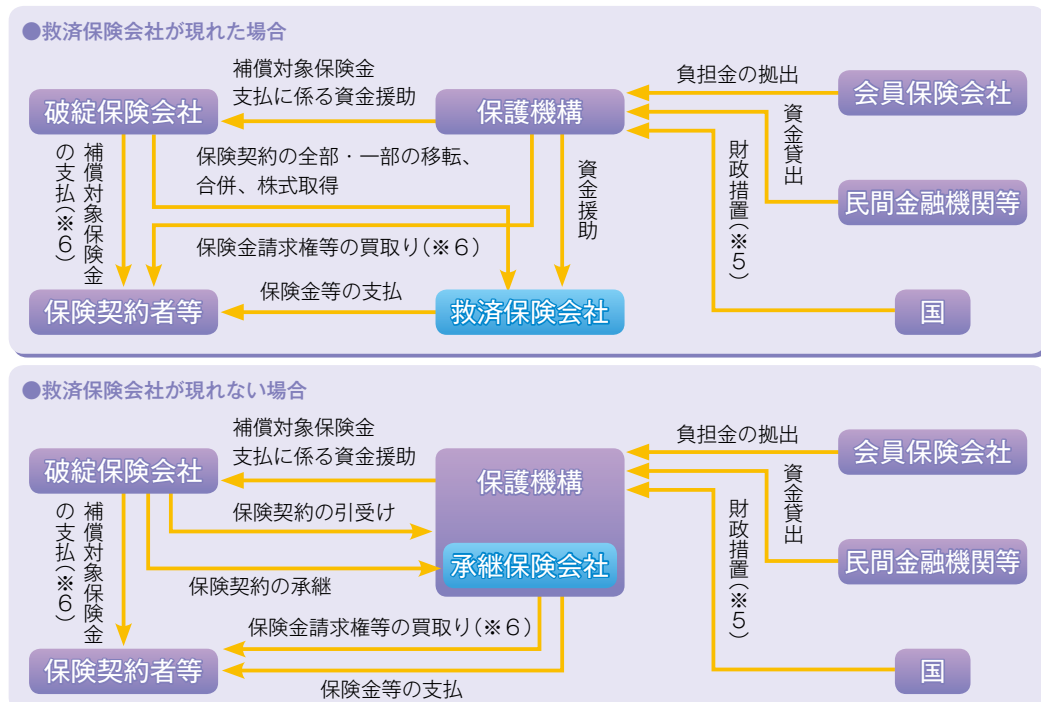 ●救済保険会社が現れた場合
補償対象保険金
支払に係る資金援助
負担金の拠出
破綻保険会社
保護機構
会員保険会社
資金貸出
保険契約の全部・一部の移転、
合併、株式取得
補償対象保険金
の支払(※6)
資金援助
財政措置(※5)
民間金融機関等
保険金請求権等の買取り(※6)
保険金等の支払
保険契約者等
救済保険会社
国
●救済保険会社が現れない場合
補償対象保険金
支払に係る資金援助
負担金の拠出
破綻保険会社
保護機構
会員保険会社
資金貸出
保険契約の引受け
補償対象保険金
の支払(※6)
財政措置(※5)
承継保険会社
民間金融機関等
保険契約の承継
保険金請求権等の買取り(※6)
保険契約者等
国
保険金等の支払